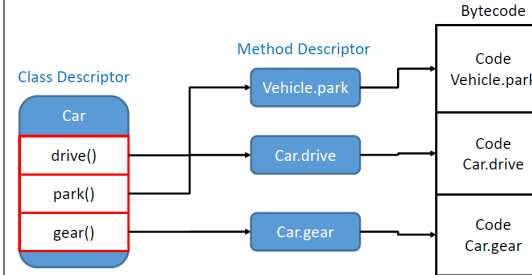 Bytecode
Method Descriptor
Class Descriptor
Car
drive()
park()
gear()
Vehicle.park
Car.drive
Car.gear
Code
Vehicle.park
Code
Car.drive
Code
Car.gear